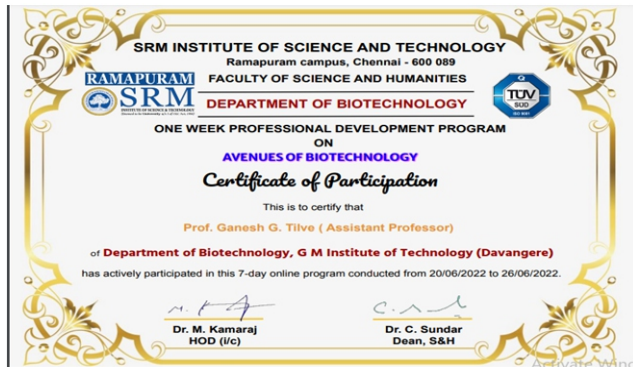 SRM INSTITUTE OF SCIENCE AND TECHNOLOGY
Ramapuram campus, Chennai - 600 089
RAMAPURAM
SRM
FACULTY OF SCIENCE AND HUMANITIES
DEPARTMENT OF BIOTECHNOLOGY
TÜV
SUD
ONE WEEK PROFESSIONAL DEVELOPMENT PROGRAM
ON
AVENUES OF BIOTECHNOLOGY
Certificate of Participation
This is to certify that
Prof. Ganesh G. Tilve ( Assistant Professor)
of Department of Biotechnology, G M Institute of Technology (Davangere)
has actively participated in this 7-day online program conducted from 20/06/2022 to 26/06/2022.
Dr. M. Kamaraj
HOD (i/c)
Dr. C. Sundar
Dean, S&H
Activate Wind